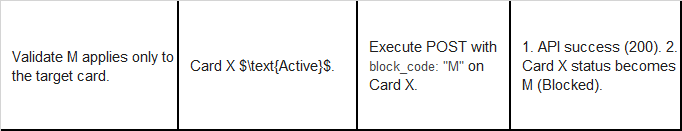 Validate M applies only to
the target card.
Card X $\text{Active}$.
Execute POST with
block_code: "M" on
Card X.
1. API success (200). 2.
Card X status becomes
M (Blocked).